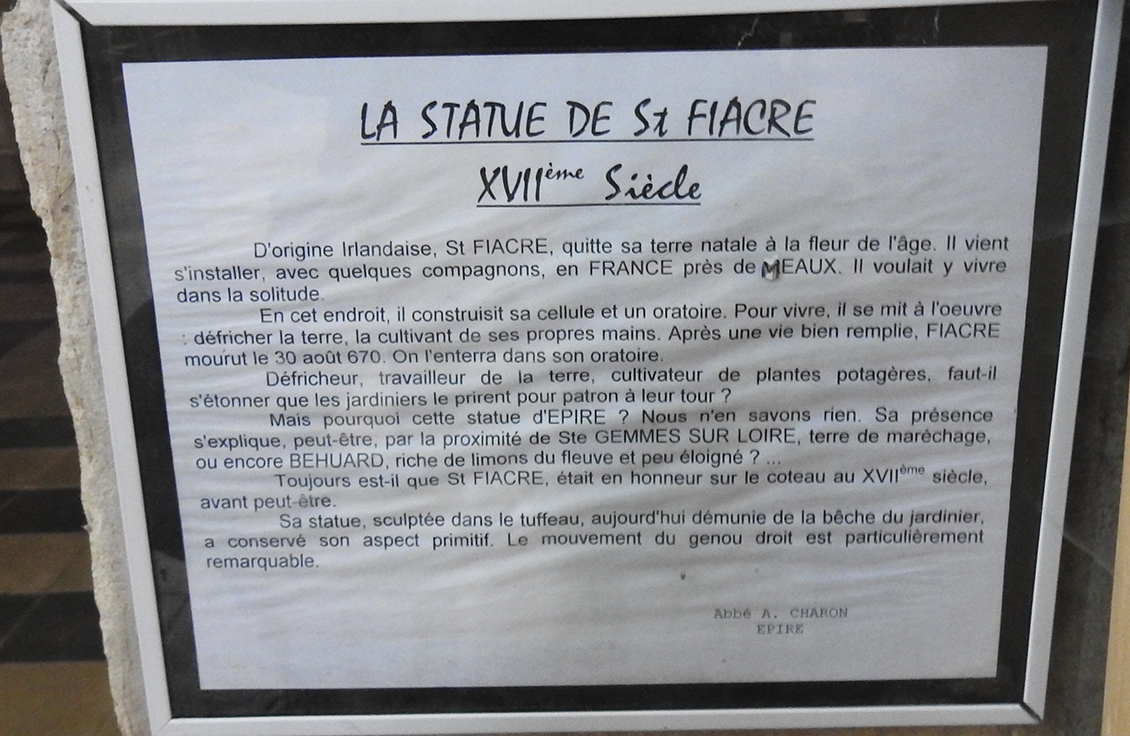 LA STATUE DE St FIACRE
XVIIème Siècle
D'origine Irlandaise, St FIACRE, quitte sa terre natale à la fleur de l'âge. Il vient
s'installer, avec quelques compagnons, en FRANCE près de MEAUX. Il voulait y vivre
dans la solitude.
En cet endroit, il construisit sa cellule et un oratoire. Pour vivre, il se mit à l'oeuvre
: défricher la terre, la cultivant de ses propres mains. Après une vie bien remplie, FIACRE
mourut le 30 août 670. On l'enterra dans son oratoire.
Défricheur, travailleur de la terre, cultivateur de plantes potagères, faut-il
s'étonner que les jardiniers le prirent pour patron à leur tour ?
Mais pourquoi cette statue d'EPIRE ? Nous n'en savons rien. Sa présence
s'explique, peut-être, par la proximité de Ste GEMMES SUR LOIRE, terre de maréchage,
ou encore BEHUARD, riche de limons du fleuve et peu éloigné ? ...
Toujours est-il que St FIACRE, était en honneur sur le coteau au XVIIème siècle,
avant peut-être.
Sa statue, sculptée dans le tuffeau, aujourd'hui démunie de la bêche du jardinier,
a conservé son aspect primitif. Le mouvement du genou droit est particulièrement
remarquable.
Abbé A. CHARON
EPIRE